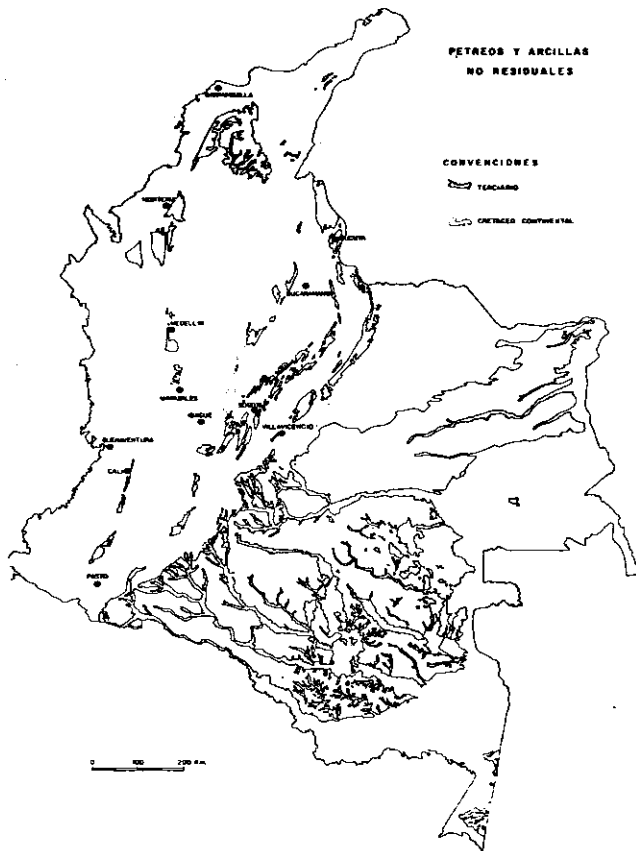 PETREOS Y ARCILLAS
NO RESIDUALES
BARRANQUILLA
CONVENCIONES
TERCIARIO
MONTERIA
CRETACEO CONTINENTAL
CUCUTA
BUCARAMANGA
MEDELLIN
MANIZALES
BOGOTA
IBAGUE
VILLAVICENCIO
BUENAVENTURA
CALI
PASTO
0 100 200 Km.